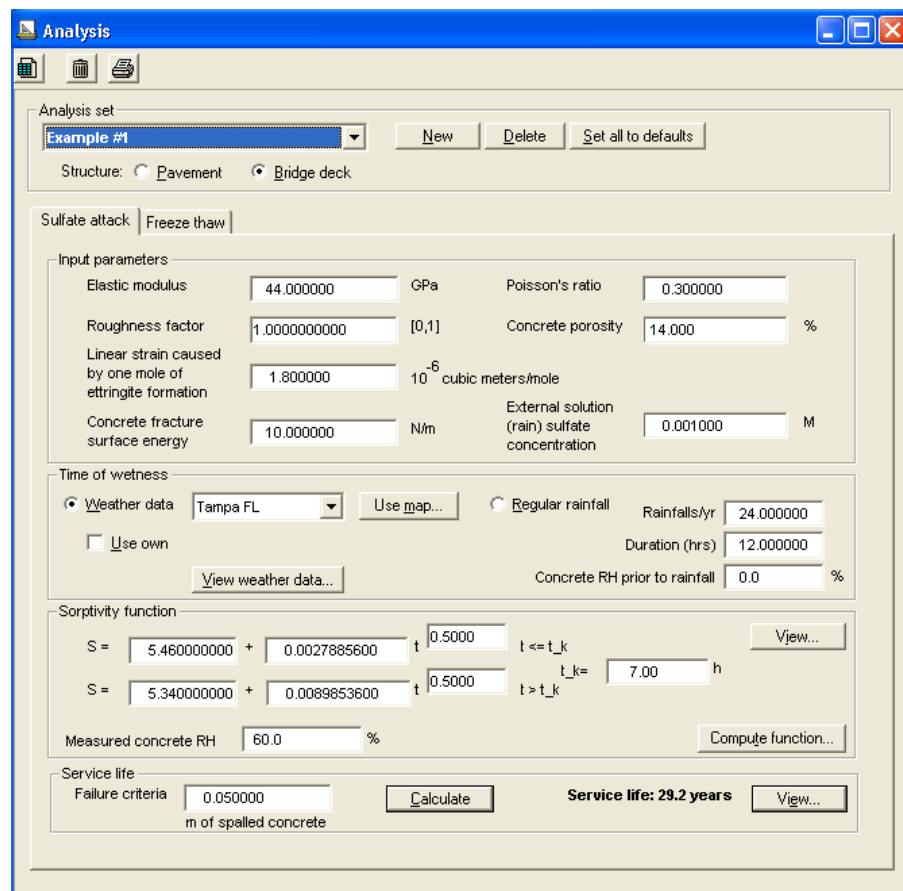 Analysis
Analysis set
Example #1 New Delete Set all to defaults
Structure: Pavement Bridge deck
Sulfate attack Freeze thaw
Input parameters
Elastic modulus 44.000000 GPa Poisson's ratio 0.300000
Roughness factor 1.0000000000 [0,1] Concrete porosity 14.000 %
Linear strain caused
by one mole of
ettringite formation 1.800000 10-6 cubic meters/mole
Concrete fracture
surface energy 10.000000 N/m
External solution
(rain) sulfate
concentration 0.001000 M
Time of wetness
Weather data Tampa FL Use map... Regular rainfall Rainfalls/yr 24.000000
Use own Duration (hrs) 12.000000
View weather data... Concrete RH prior to rainfall 0.0 %
Sorptivity function
S = 5.460000000 + 0.0027885600 t 0.5000 t <= t_k View...
t_k= 7.00 h
S = 5.340000000 + 0.0089853600 t 0.5000 t > t_k
Measured concrete RH 60.0 % Compute function...
Service life
Failure criteria 0.050000 Calculate Service life: 29.2 years View...
m of spalled concrete